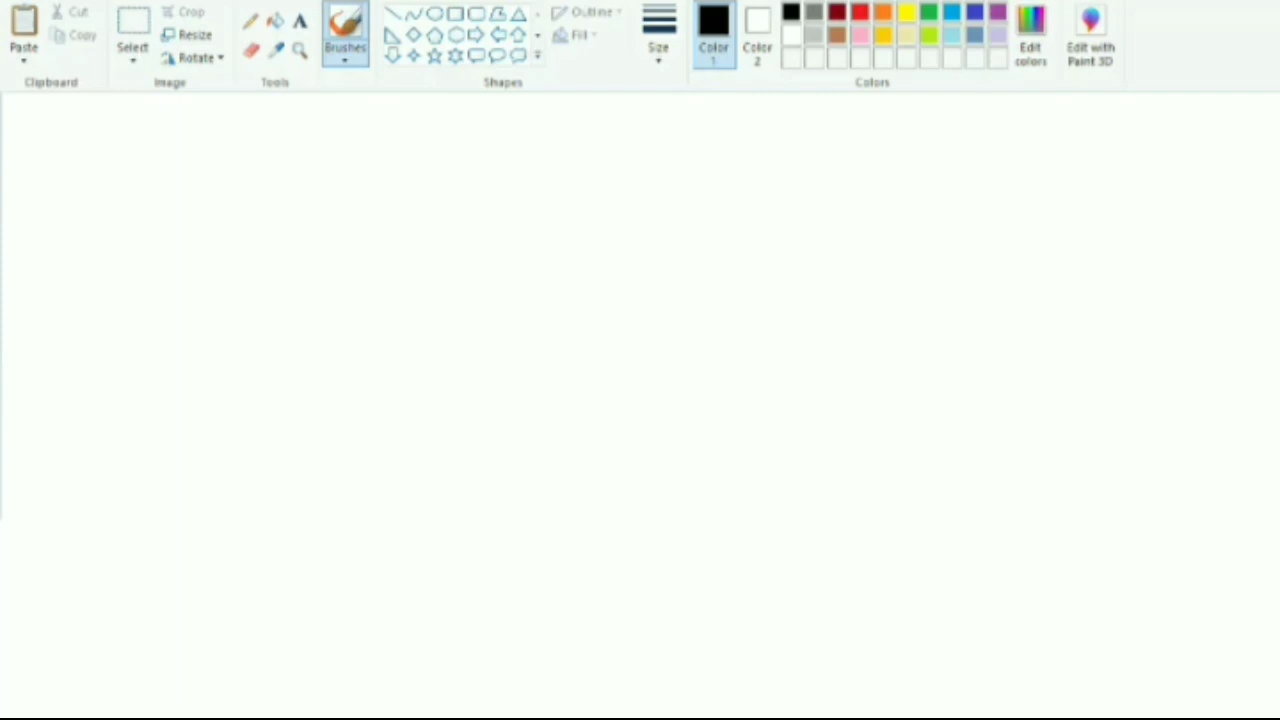 Paste
Cut
Copy
Clipboard
Select
Crop
Resize
Rotate
Image
A
Tools
Brushes
Shapes
Outline
Fill
Size
Color
1
Color
2
Edit
colors
Edit with
Paint 3D
Colors